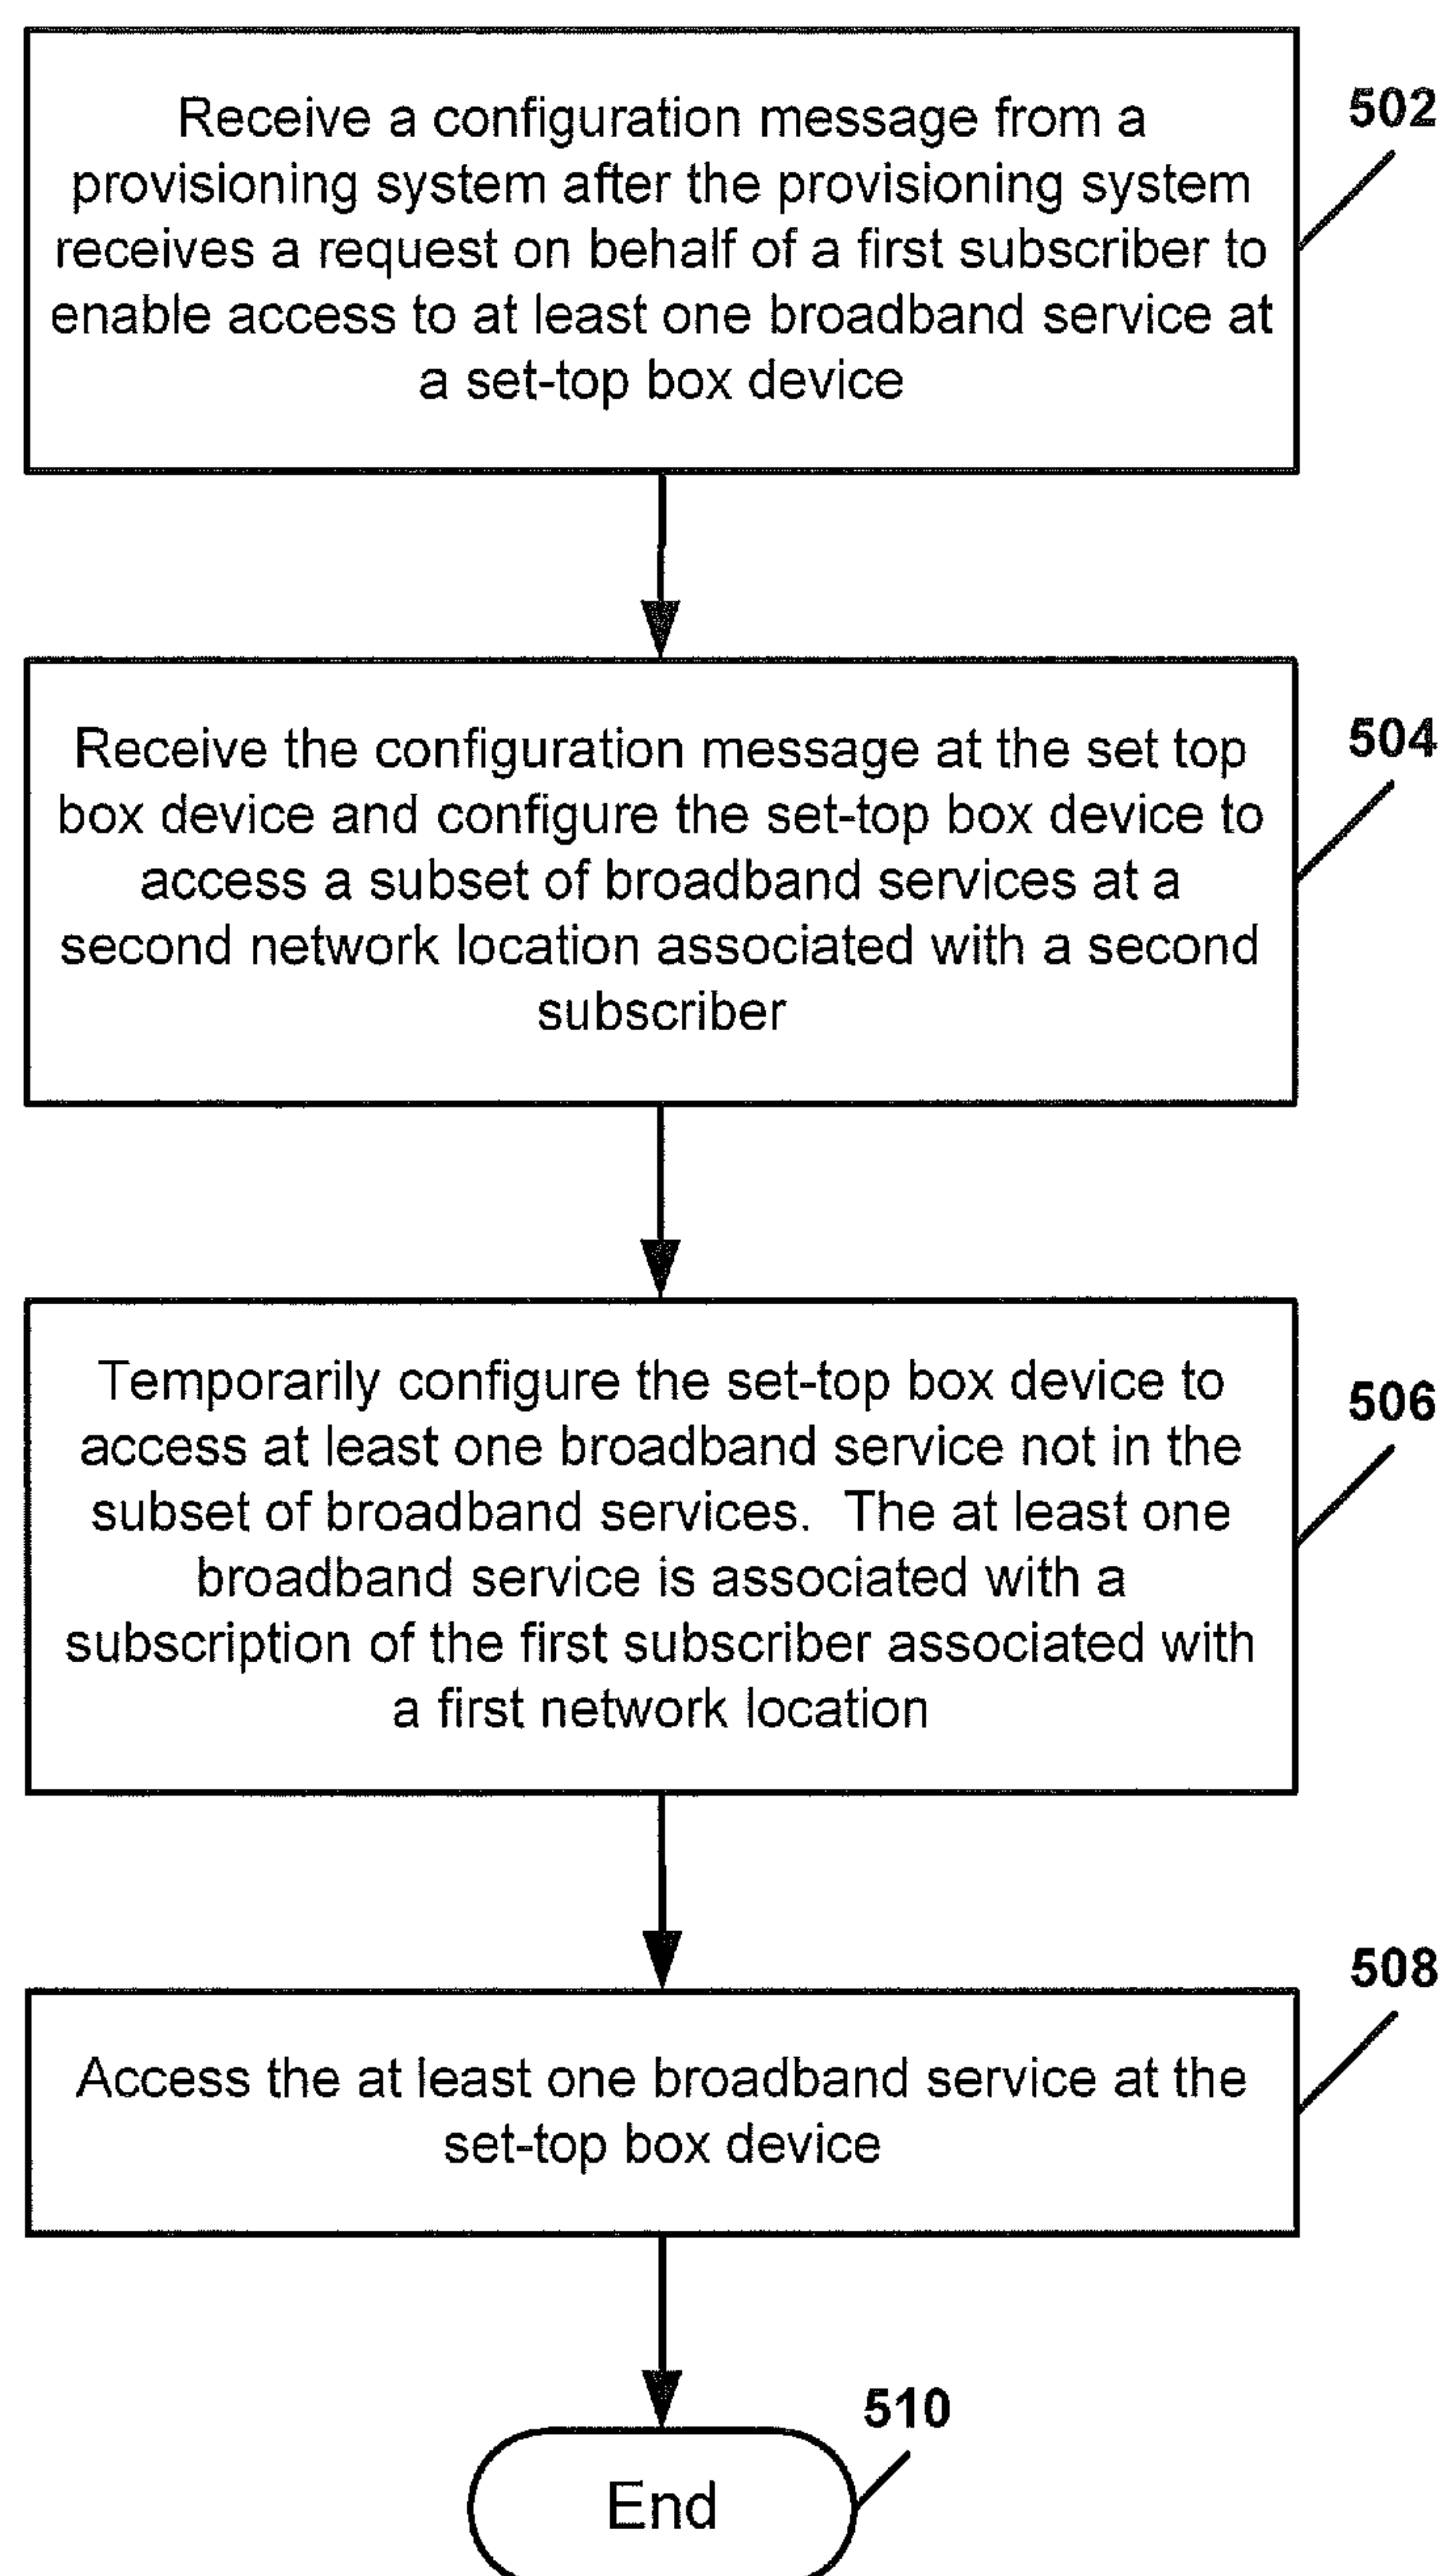 Receive a configuration message from a
provisioning system after the provisioning system
receives a request on behalf of a first subscriber to
enable access to at least one broadband service at
a set-top box device
502
Receive the configuration message at the set top
box device and configure the set-top box device to
access a subset of broadband services at a
second network location associated with a second
subscriber
504
Temporarily configure the set-top box device to
access at least one broadband service not in the
subset of broadband services.  The at least one
broadband service is associated with a
subscription of the first subscriber associated with
a first network location
506
Access the at least one broadband service at the
set-top box device
508
End
510